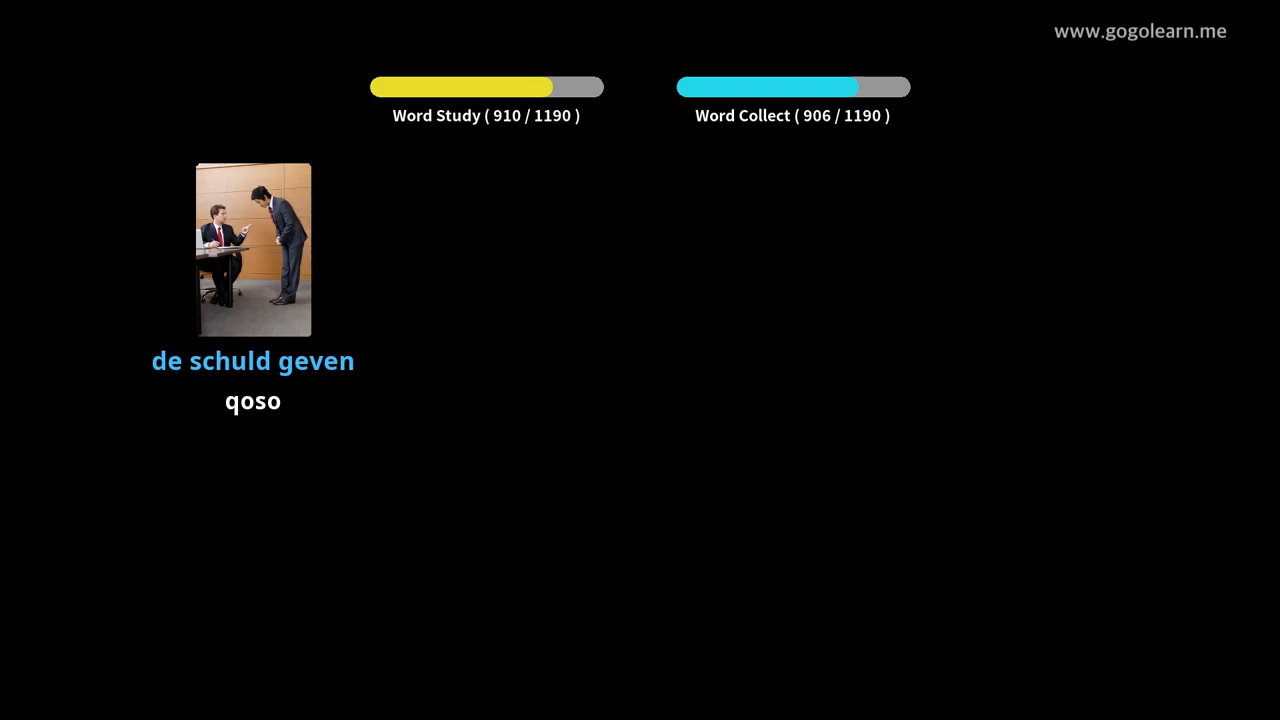 www.gogolearn.me
Word Study ( 910 / 1190 )
Word Collect ( 906 / 1190 )
de schuld geven
qoso